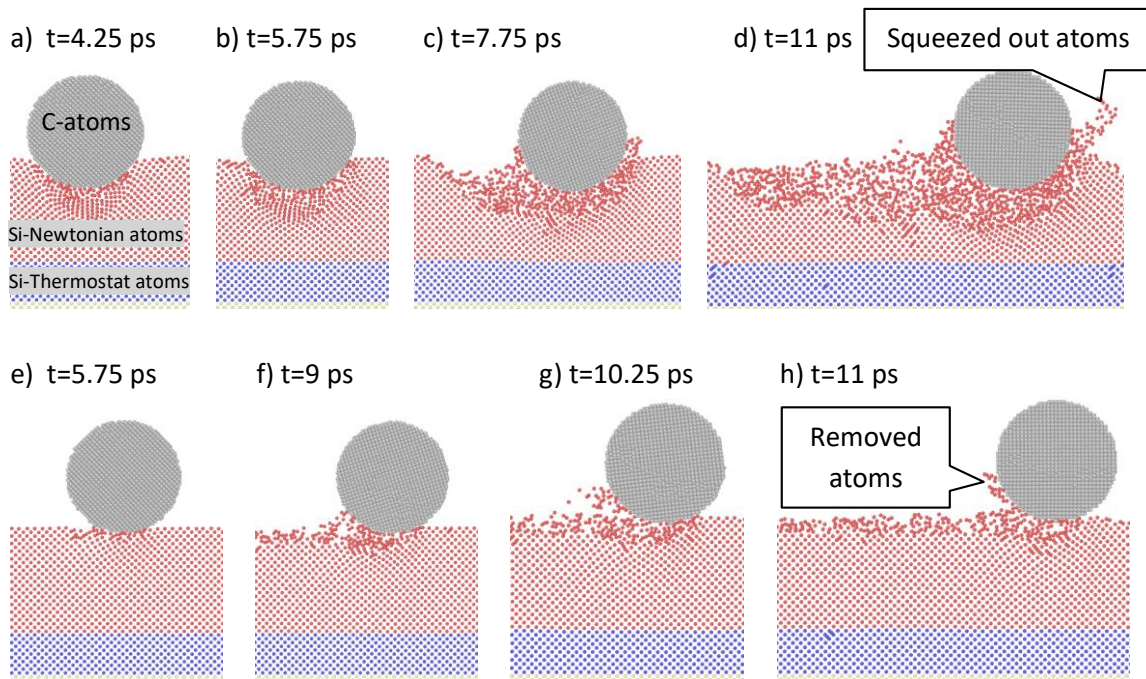 a) t=4.25 ps
b) t=5.75 ps
c) t=7.75 ps
d) t=11 ps
Squeezed out atoms
C-atoms
Si-Newtonian atoms
Si-Thermostat atoms
e) t=5.75 ps
f) t=9 ps
g) t=10.25 ps
h) t=11 ps
Removed
atoms